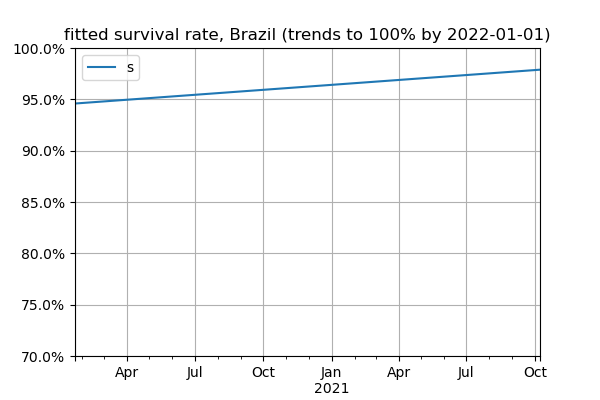 fitted survival rate, Brazil (trends to 100% by 2022-01-01)
100.0%
s
95.0%
90.0%
85.0%
80.0%
75.0%
70.0%
Apr Jul Oct Jan Apr Jul Oct
2021